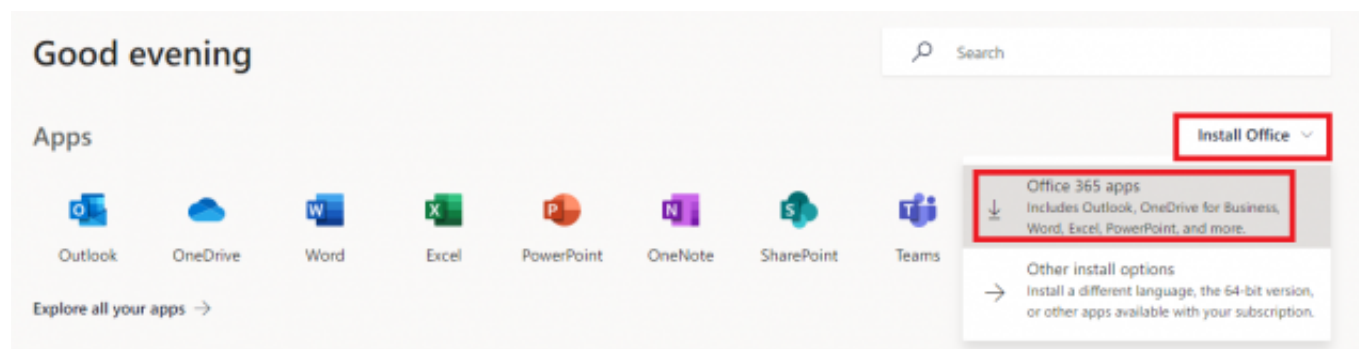 Good evening
Search
Apps
Install Office
Office 365 apps
Includes Outlook, OneDrive for Business,
Word, Excel, PowerPoint, and more.
Outlook OneDrive Word Excel PowerPoint OneNote SharePoint Teams
Other install options
Install a different language, the 64-bit version,
or other apps available with your subscription.
Explore all your apps →